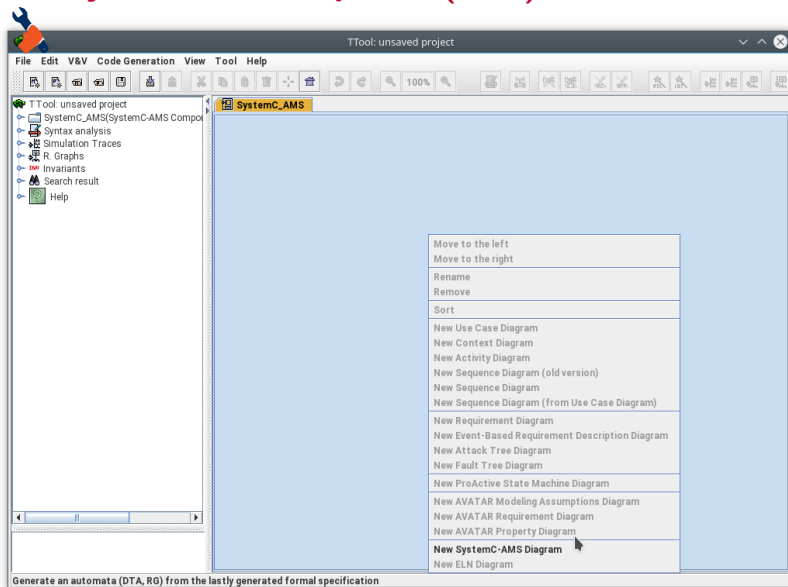 TTool: unsaved project
File Edit V&V Code Generation View Tool Help
100%
TTool: unsaved project
SystemC_AMS(SystemC-AMS Compo
Syntax analysis
Simulation Traces
R. Graphs
INV Invariants
Search result
Help
SystemC_AMS
Move to the left
Move to the right
Rename
Remove
Sort
New Use Case Diagram
New Context Diagram
New Activity Diagram
New Sequence Diagram (old version)
New Sequence Diagram
New Sequence Diagram (from Use Case Diagram)
New Requirement Diagram
New Event-Based Requirement Description Diagram
New Attack Tree Diagram
New Fault Tree Diagram
New ProActive State Machine Diagram
New AVATAR Modeling Assumptions Diagram
New AVATAR Requirement Diagram
New AVATAR Property Diagram
New SystemC-AMS Diagram
New ELN Diagram
Generate an automata (DTA, RG) from the lastly generated formal specification